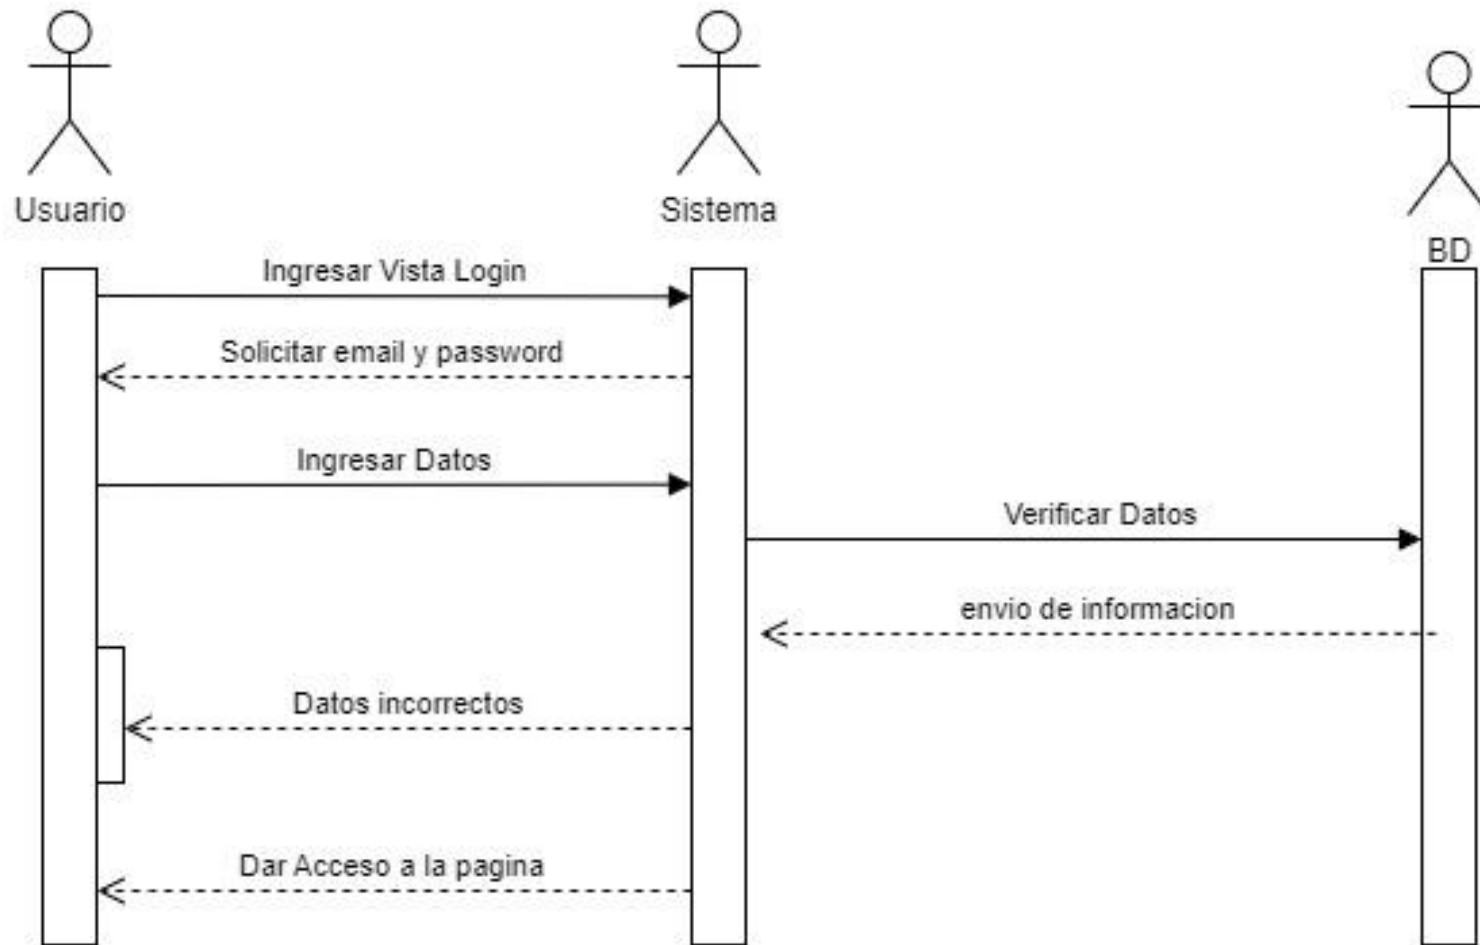 Usuario
Sistema
BD
Ingresar Vista Login
Solicitar email y password
Ingresar Datos
Verificar Datos
envio de informacion
Datos incorrectos
Dar Acceso a la pagina